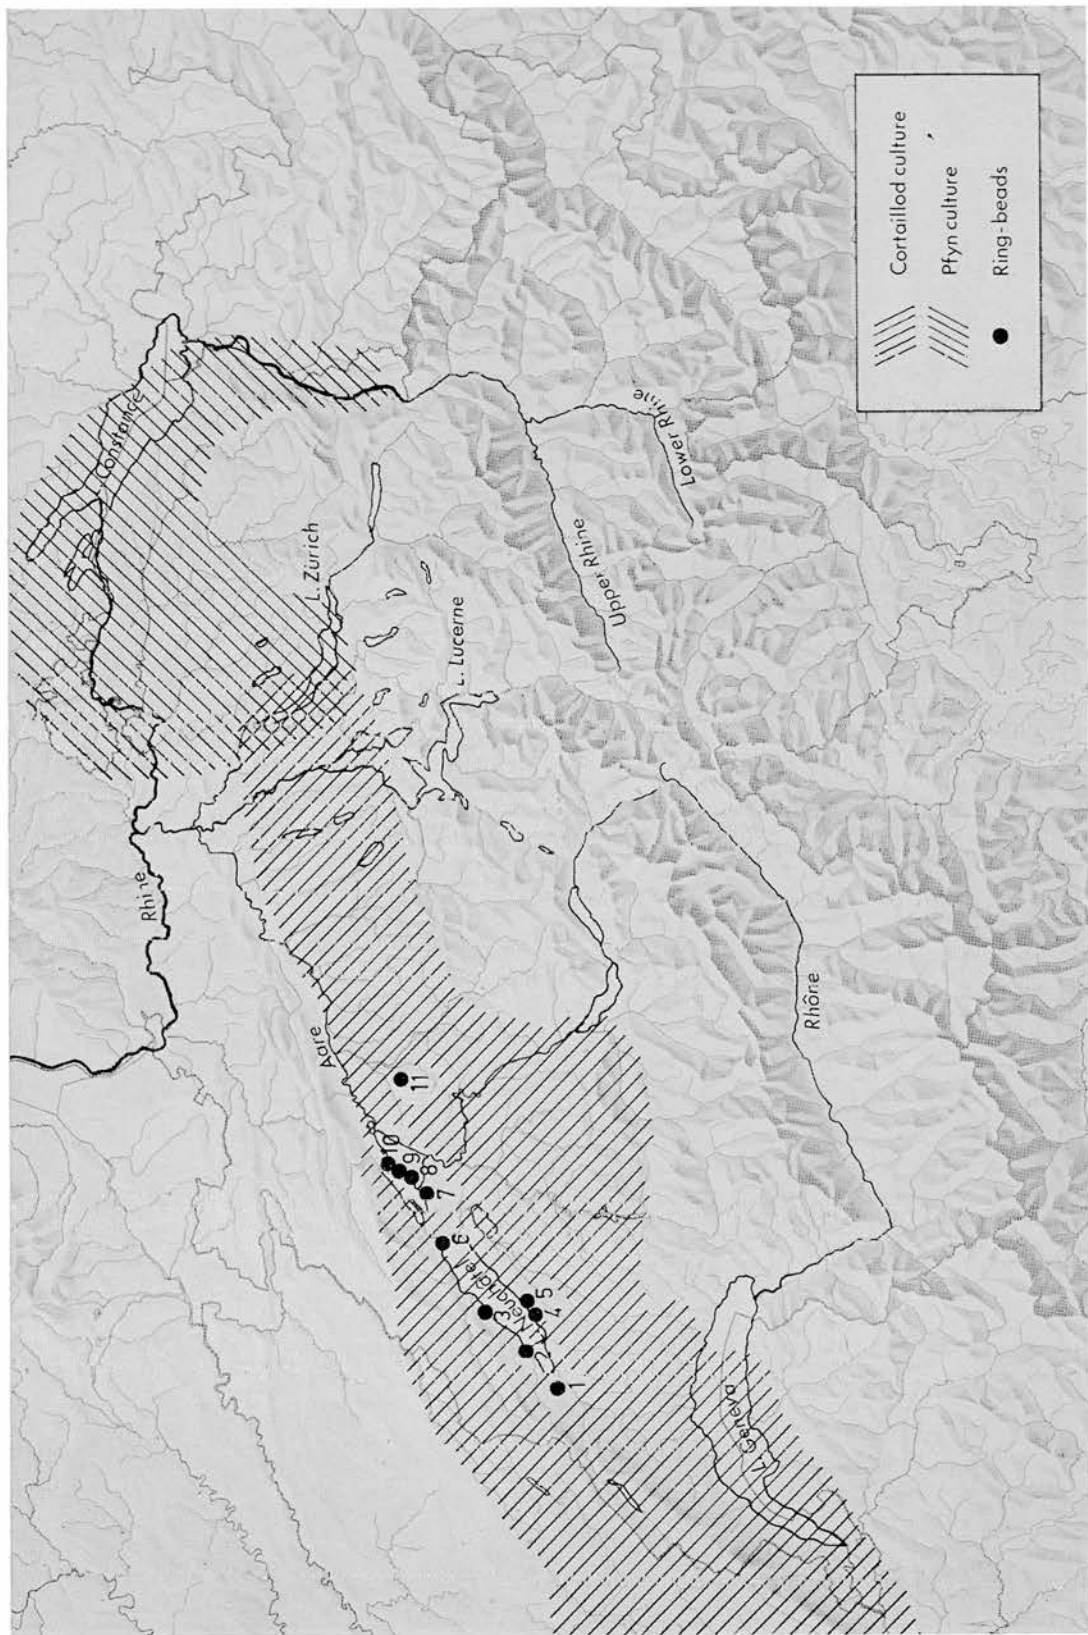 Cortaillod culture
Pfyn culture
Ring-beads
Constance
L. Zürich
L. Lucerne
Rhine
Aare
Upper Rhine
Lower Rhine
Rhône
L. Neuchâtel
L. Geneva
1
2
3
4
5
6
7
8
9
10
11